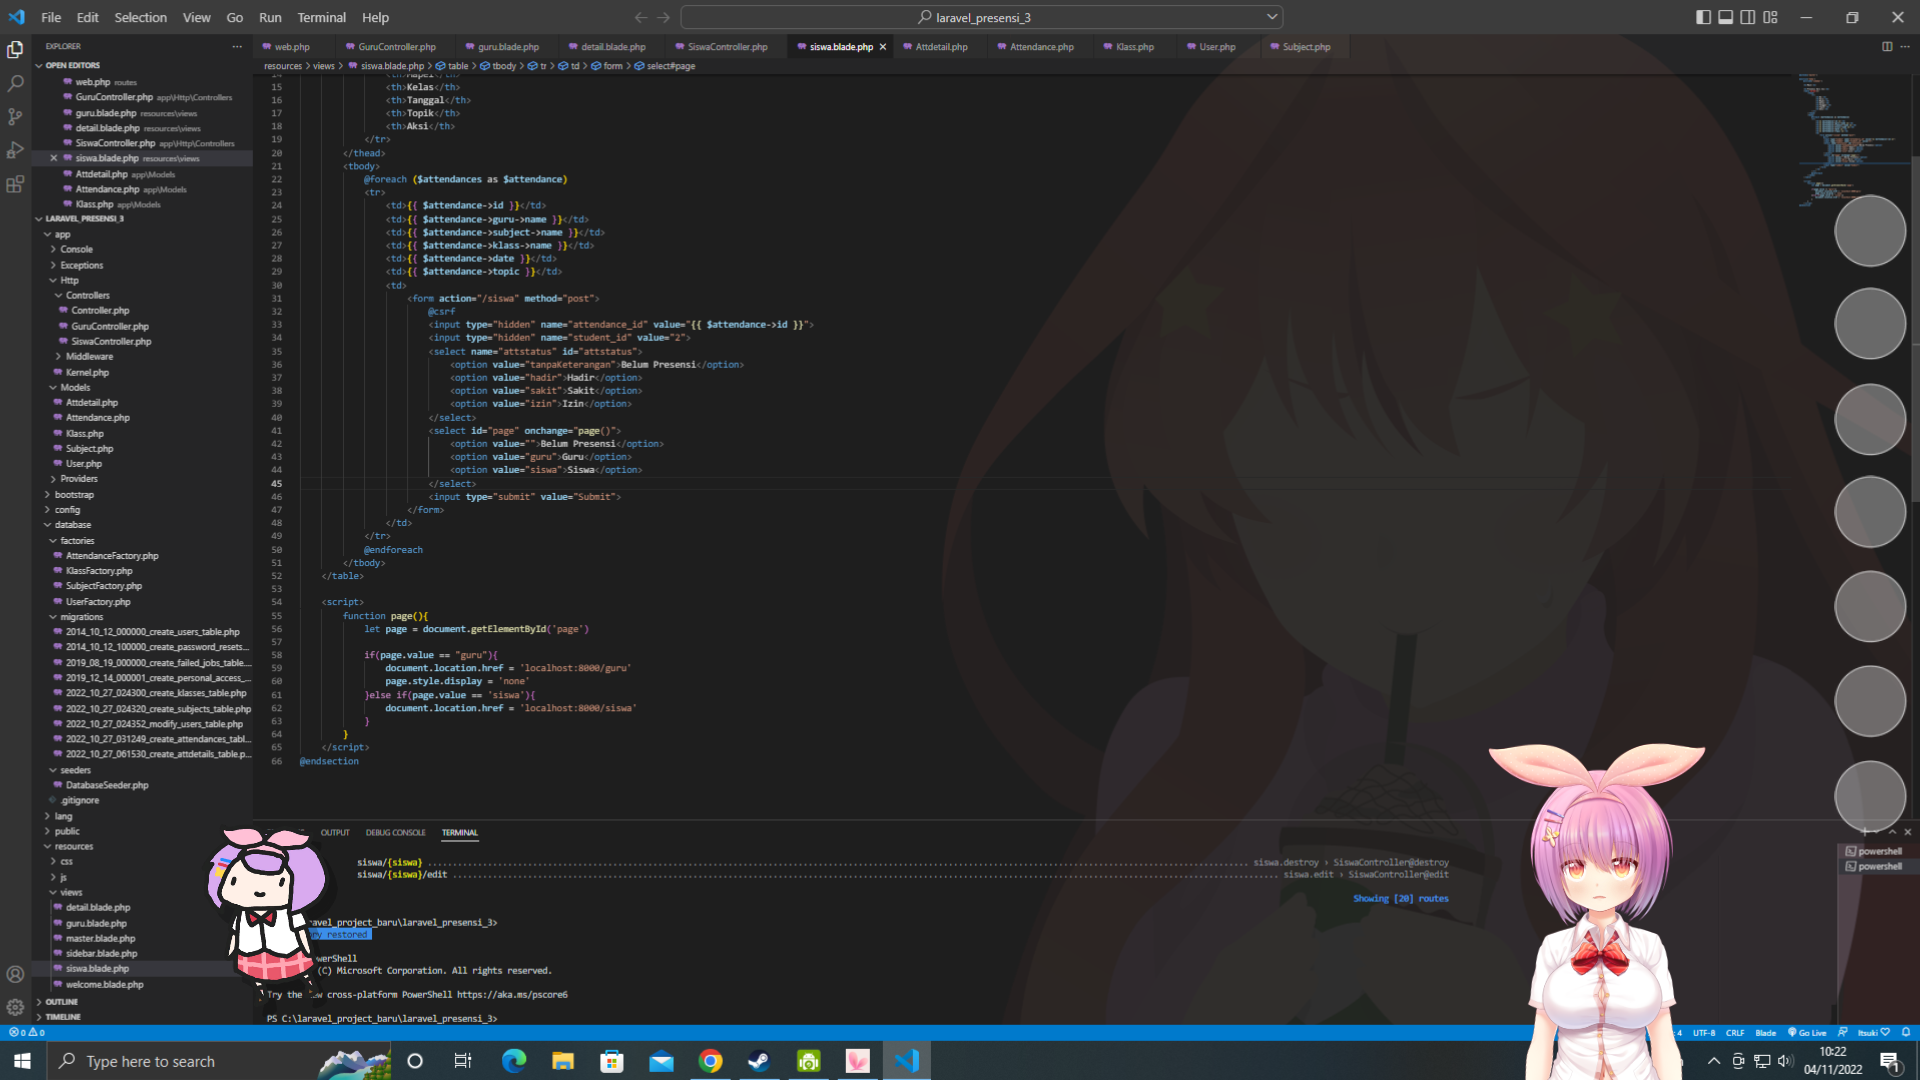 File Edit Selection View Go Run Terminal Help
laravel_presensi_3
EXPLORER
OPEN EDITORS
web.php routes
GuruController.php app\Http\Controllers
guru.blade.php resources\views
detail.blade.php resources\views
SiswaController.php app\Http\Controllers
siswa.blade.php resources\views
Attdetail.php app\Models
Attendance.php app\Models
Klass.php app\Models
LARAVEL_PRESENSI_3
app
Console
Exceptions
Http
Controllers
Controller.php
GuruController.php
SiswaController.php
Middleware
Kernel.php
Models
Attdetail.php
Attendance.php
Klass.php
Subject.php
User.php
Providers
bootstrap
config
database
factories
AttendanceFactory.php
KlassFactory.php
SubjectFactory.php
UserFactory.php
migrations
2014_10_12_000000_create_users_table.php
2014_10_12_100000_create_password_resets...
2019_08_19_000000_create_failed_jobs_table....
2019_12_14_000001_create_personal_access_...
2022_10_27_024300_create_klasses_table.php
2022_10_27_024320_create_subjects_table.php
2022_10_27_024352_modify_users_table.php
2022_10_27_031249_create_attendances_tabl...
2022_10_27_061530_create_attdetails_table.p...
seeders
DatabaseSeeder.php
.gitignore
lang
public
resources
css
js
views
detail.blade.php
guru.blade.php
master.blade.php
sidebar.blade.php
siswa.blade.php
welcome.blade.php
OUTLINE
TIMELINE
web.php GuruController.php guru.blade.php detail.blade.php SiswaController.php siswa.blade.php Attdetail.php Attendance.php Klass.php User.php Subject.php
resources > views > siswa.blade.php > table > tbody > tr > td > form > select#page
14 <th>Mapel</th>
15 <th>Kelas</th>
16 <th>Tanggal</th>
17 <th>Topik</th>
18 <th>Aksi</th>
19 </tr>
20 </thead>
21 <tbody>
22 @foreach ($attendances as $attendance)
23 <tr>
24 <td>{{ $attendance->id }}</td>
25 <td>{{ $attendance->guru->name }}</td>
26 <td>{{ $attendance->subject->name }}</td>
27 <td>{{ $attendance->klass->name }}</td>
28 <td>{{ $attendance->date }}</td>
29 <td>{{ $attendance->topic }}</td>
30 <td>
31 <form action="/siswa" method="post">
32 @csrf
33 <input type="hidden" name="attendance_id" value="{{ $attendance->id }}">
34 <input type="hidden" name="student_id" value="2">
35 <select name="attstatus" id="attstatus">
36 <option value="tanpaKeterangan">Belum Presensi</option>
37 <option value="hadir">Hadir</option>
38 <option value="sakit">Sakit</option>
39 <option value="izin">Izin</option>
40 </select>
41 <select id="page" onchange="page()">
42 <option value="">Belum Presensi</option>
43 <option value="guru">Guru</option>
44 <option value="siswa">Siswa</option>
45 </select>
46 <input type="submit" value="Submit">
47 </form>
48 </td>
49 </tr>
50 @endforeach
51 </tbody>
52 </table>
53
54 <script>
55 function page(){
56 let page = document.getElementById('page')
57
58 if(page.value == "guru"){
59 document.location.href = 'localhost:8000/guru'
60 page.style.display = 'none'
61 }else if(page.value == 'siswa'){
62 document.location.href = 'localhost:8000/siswa'
63 }
64 }
65 </script>
66 @endsection
OUTPUT DEBUG CONSOLE TERMINAL
siswa/{siswa} siswa.destroy › SiswaController@destroy
siswa/{siswa}/edit siswa.edit › SiswaController@edit
Showing [20] routes
avel_project_baru\laravel_presensi_3>
ory restored
werShell
(C) Microsoft Corporation. All rights reserved.
Try the cross-platform PowerShell https://aka.ms/pscore6
PS C:\laravel_project_baru\laravel_presensi_3>
powershell
powershell
0 0
4 UTF-8 CRLF Blade Go Live Itsuki
Type here to search
10:22
04/11/2022
1